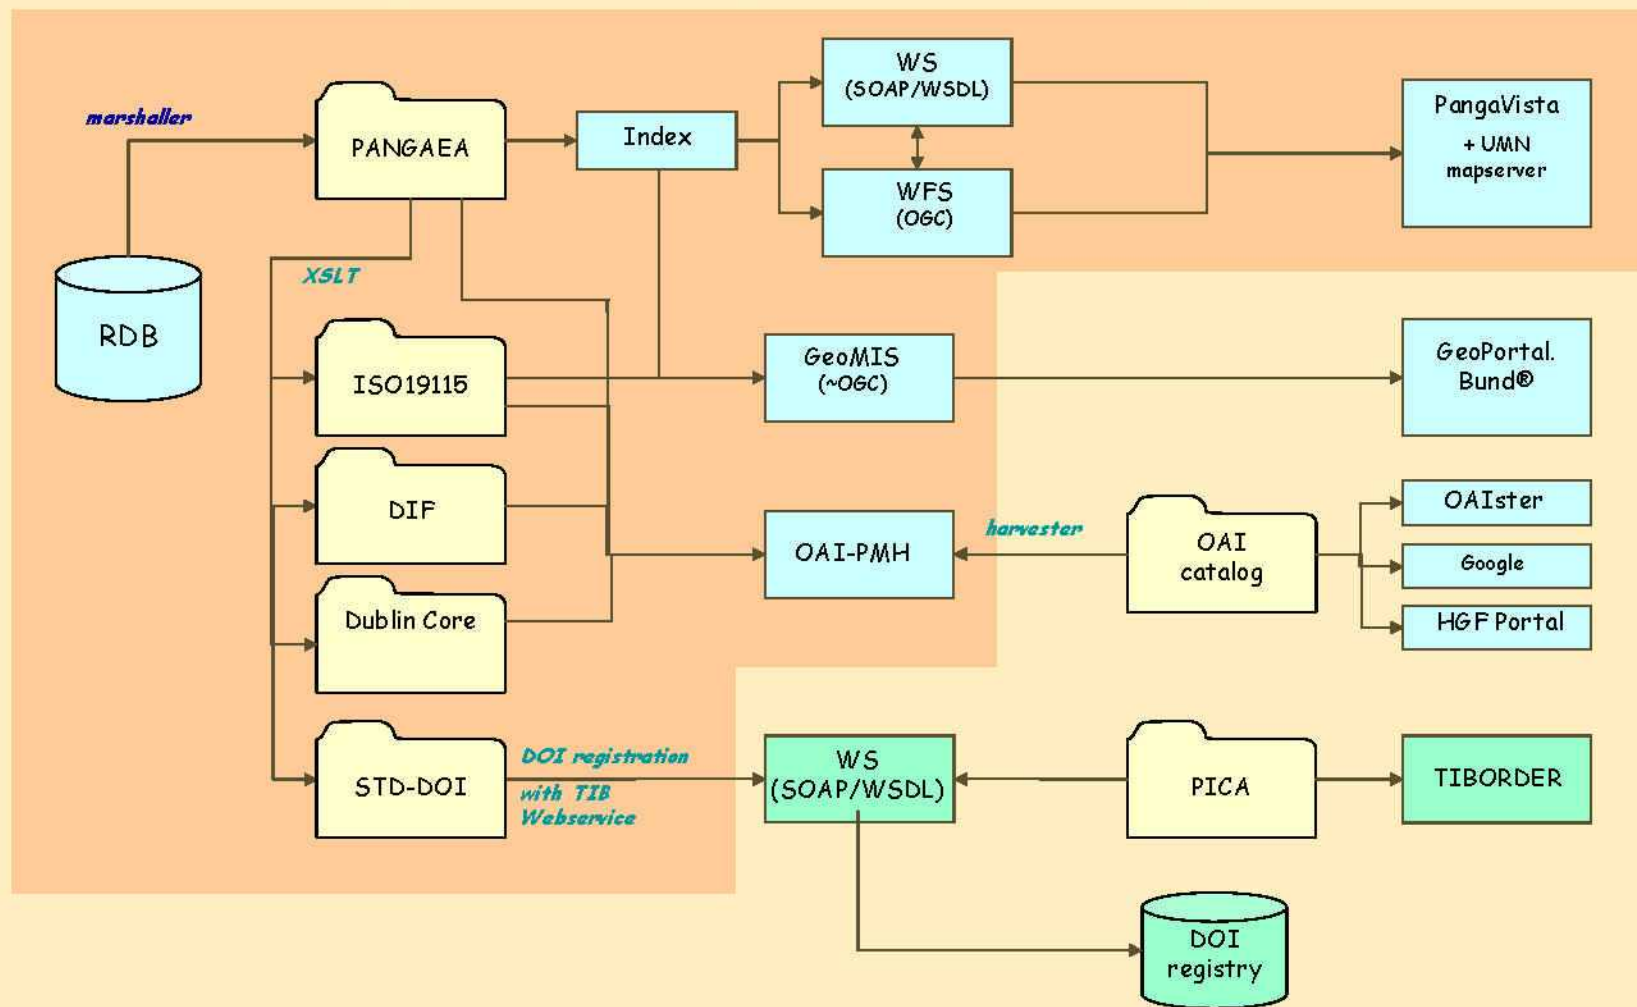 WS
(SOAP/WSDL)
PangaVista
+ UMN
mapserver
marshaller
PANGAEA
Index
WFS
(OGC)
XSLT
RDB
ISO19115
GeoMIS
(~OGC)
GeoPortal.
Bund®
DIF
OAI-PMH
harvester
OAI
catalog
OAIster
Google
HGF Portal
Dublin Core
STD-DOI
DOI registration
with TIB
Webservice
WS
(SOAP/WSDL)
PICA
TIBORDER
DOI
registry